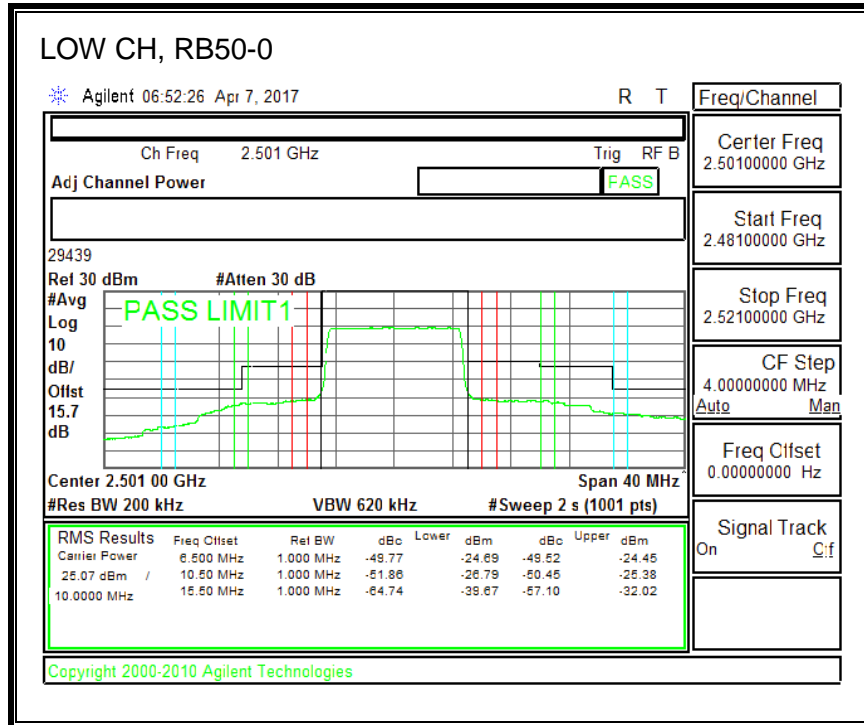 LOW CH, RB50-0
Agilent 06:52:26 Apr 7, 2017 R T
Freq/Channel
Ch Freq 2.501 GHz Trig RF B
Adj Channel Power PASS
Center Freq
2.50100000 GHz
Start Freq
2.48100000 GHz
29439
Ref 30 dBm #Atten 30 dB
#Avg
Log
10
dB/
Offst
15.7
dB
PASS LIMIT1
Stop Freq
2.52100000 GHz
CF Step
4.00000000 MHz
Auto Man
Freq Offset
0.00000000 Hz
Center 2.501 00 GHz Span 40 MHz
#Res BW 200 kHz VBW 620 kHz #Sweep 2 s (1001 pts)
Signal Track
On Off
RMS Results Freq Offset Ref BW dBc Lower dBm dBc Upper dBm
Carrier Power 6.500 MHz 1.000 MHz -49.77 -24.69 -49.52 -24.45
25.07 dBm / 10.50 MHz 1.000 MHz -51.86 -26.79 -50.45 -25.38
10.0000 MHz 15.50 MHz 1.000 MHz -64.74 -39.67 -57.10 -32.02
Copyright 2000-2010 Agilent Technologies